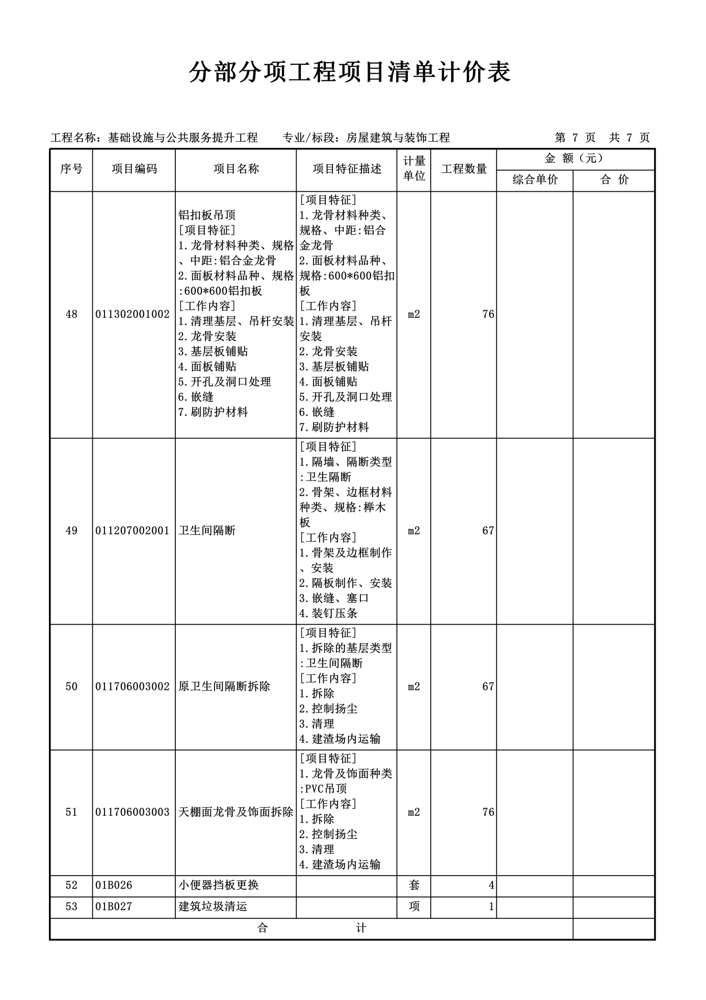 分部分项工程项目清单计价表
工程名称：基础设施与公共服务提升工程 专业/标段：房屋建筑与装饰工程 第 7 页 共 7 页
序号 项目编码 项目名称 项目特征描述 计量单位 工程数量 金 额（元）
综合单价 合 价
48 011302001002
铝扣板吊顶
[项目特征]
1.龙骨材料种类、规格
、中距:铝合金龙骨
2.面板材料品种、规格
:600*600铝扣板
[工作内容]
1.清理基层、吊杆安装
2.龙骨安装
3.基层板铺贴
4.面板铺贴
5.开孔及洞口处理
6.嵌缝
7.刷防护材料
[项目特征]
1.龙骨材料种类、
规格、中距:铝合
金龙骨
2.面板材料品种、
规格:600*600铝扣
板
[工作内容]
1.清理基层、吊杆
安装
2.龙骨安装
3.基层板铺贴
4.面板铺贴
5.开孔及洞口处理
6.嵌缝
7.刷防护材料
m2 76
49 011207002001 卫生间隔断
[项目特征]
1.隔墙、隔断类型
:卫生隔断
2.骨架、边框材料
种类、规格:榉木
板
[工作内容]
1.骨架及边框制作
、安装
2.隔板制作、安装
3.嵌缝、塞口
4.装钉压条
m2 67
50 011706003002 原卫生间隔断拆除
[项目特征]
1.拆除的基层类型
:卫生间隔断
[工作内容]
1.拆除
2.控制扬尘
3.清理
4.建渣场内运输
m2 67
51 011706003003 天棚面龙骨及饰面拆除
[项目特征]
1.龙骨及饰面种类
:PVC吊顶
[工作内容]
1.拆除
2.控制扬尘
3.清理
4.建渣场内运输
m2 76
52 01B026 小便器挡板更换 套 4
53 01B027 建筑垃圾清运 项 1
合 计